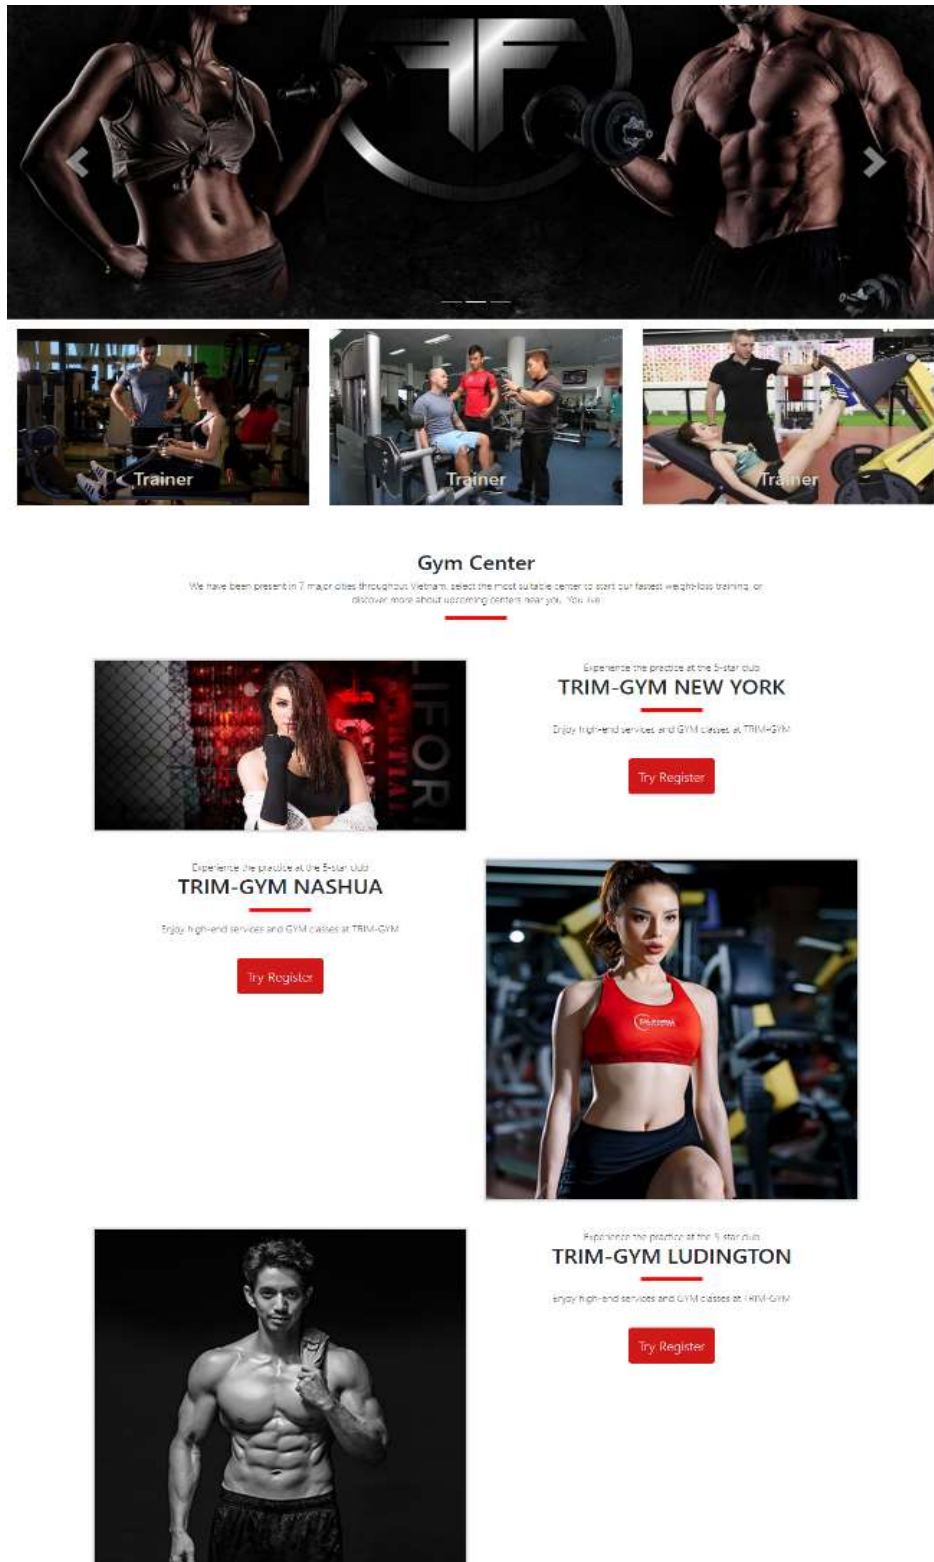 Trainer
Trainer
Trainer
Gym Center
We have been present in 7 major cities throughout Vietnam, select the most suitable center to start our fastest weight-loss training, or
discover more about upcoming centers near you. You live
IFOR
Experience the practice at the 5-star club
TRIM-GYM NEW YORK
Enjoy high-end services and GYM classes at TRIM-GYM
Try Register
Experience the practice at the 5-star club
TRIM-GYM NASHUA
Enjoy high-end services and GYM classes at TRIM-GYM
Try Register
Experience the practice at the 5-star club
TRIM-GYM LUDINGTON
Enjoy high-end services and GYM classes at TRIM-GYM
Try Register